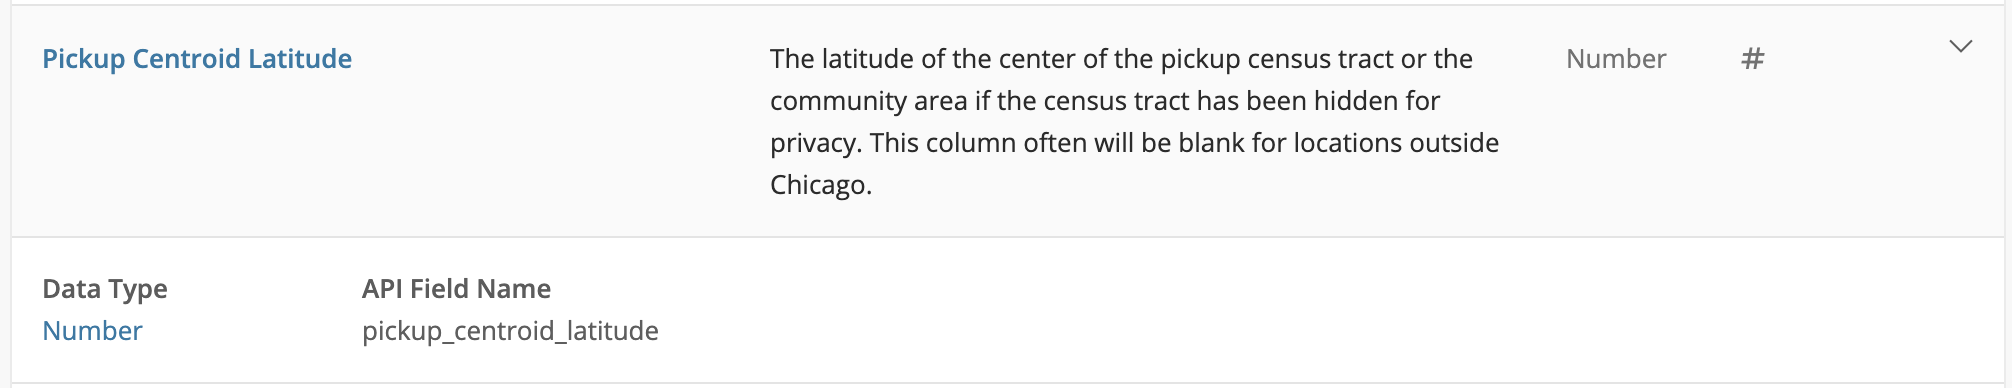 Pickup Centroid Latitude
The latitude of the center of the pickup census tract or the
community area if the census tract has been hidden for
privacy. This column often will be blank for locations outside
Chicago.
Number #
Data Type API Field Name
Number pickup_centroid_latitude